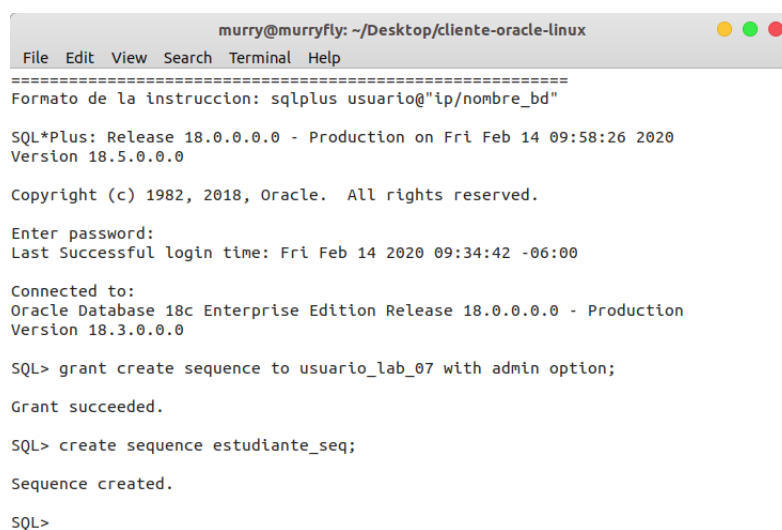 murry@murryfly: ~/Desktop/cliente-oracle-linux
File Edit View Search Terminal Help
===========================================================
Formato de la instruccion: sqlplus usuario@"ip/nombre_bd"
SQL*Plus: Release 18.0.0.0.0 - Production on Fri Feb 14 09:58:26 2020
Version 18.5.0.0.0
Copyright (c) 1982, 2018, Oracle.  All rights reserved.
Enter password:
Last Successful login time: Fri Feb 14 2020 09:34:42 -06:00
Connected to:
Oracle Database 18c Enterprise Edition Release 18.0.0.0.0 - Production
Version 18.3.0.0.0
SQL> grant create sequence to usuario_lab_07 with admin option;
Grant succeeded.
SQL> create sequence estudiante_seq;
Sequence created.
SQL>